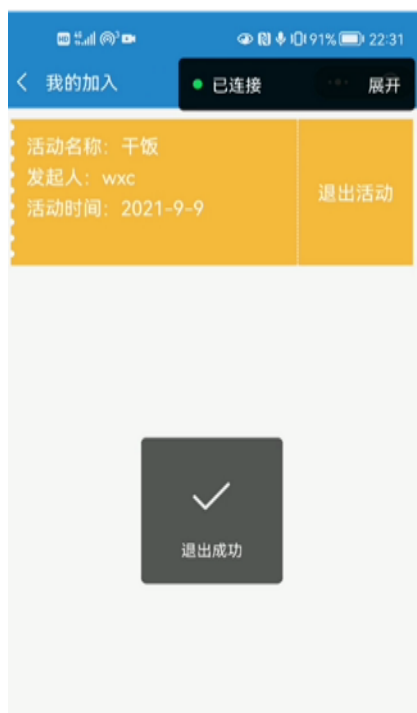 HD 91% 22:31
我的加入 已连接 展开
活动名称：干饭
发起人：wxc
活动时间：2021-9-9
退出活动
退出成功